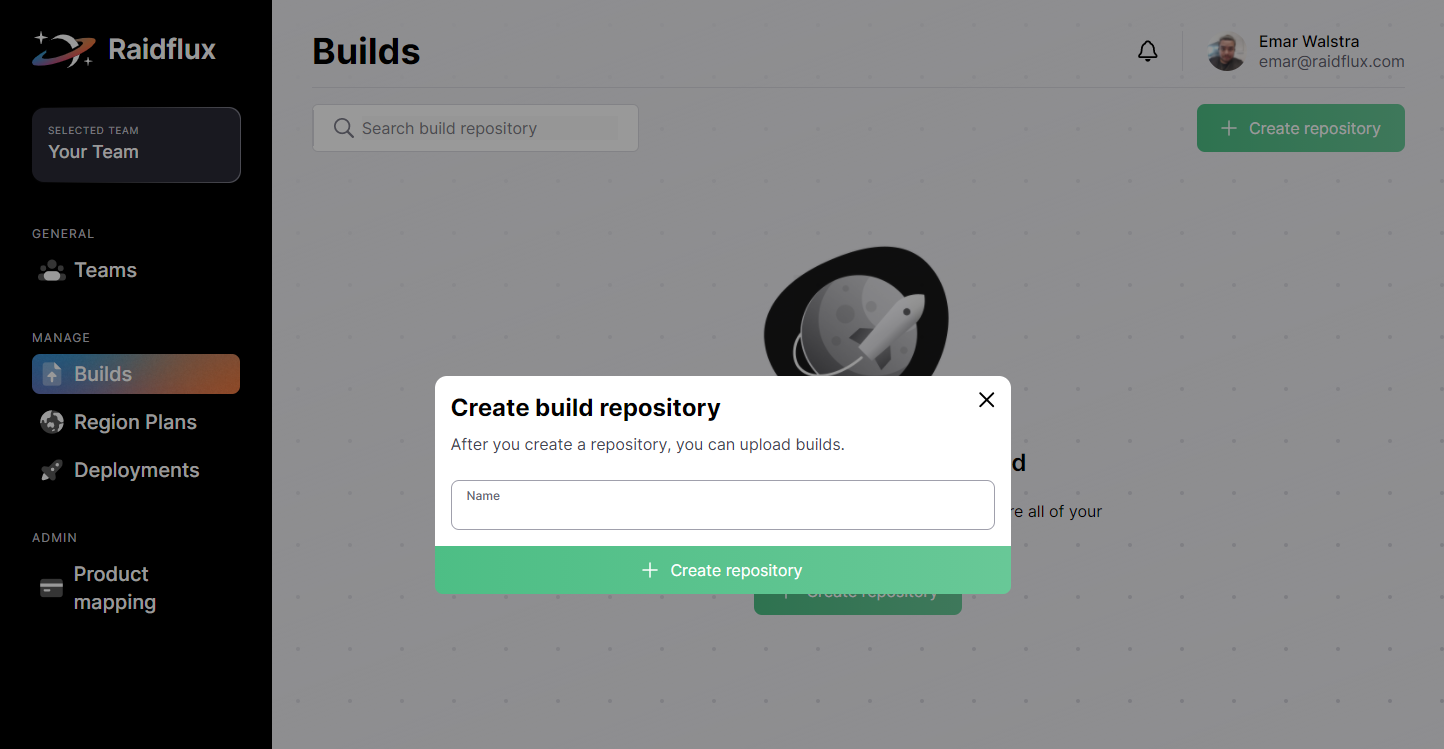 Raidflux
SELECTED TEAM
Your Team
GENERAL
Teams
MANAGE
Builds
Region Plans
Deployments
ADMIN
Product
mapping
Builds
Emar Walstra
emar@raidflux.com
Search build repository
Create repository
Create build repository
After you create a repository, you can upload builds.
Name
Create repository
all of your
Create repository